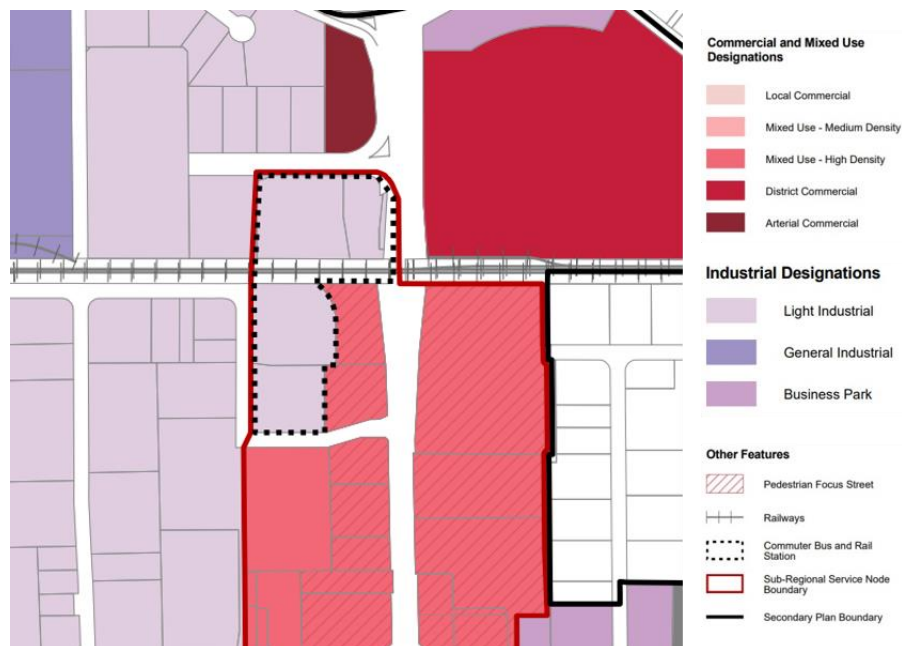 Commercial and Mixed Use
Designations
Local Commercial
Mixed Use - Medium Density
Mixed Use - High Density
District Commercial
Arterial Commercial
Industrial Designations
Light Industrial
General Industrial
Business Park
Other Features
Pedestrian Focus Street
Railways
Commuter Bus and Rail
Station
Sub-Regional Service Node
Boundary
Secondary Plan Boundary